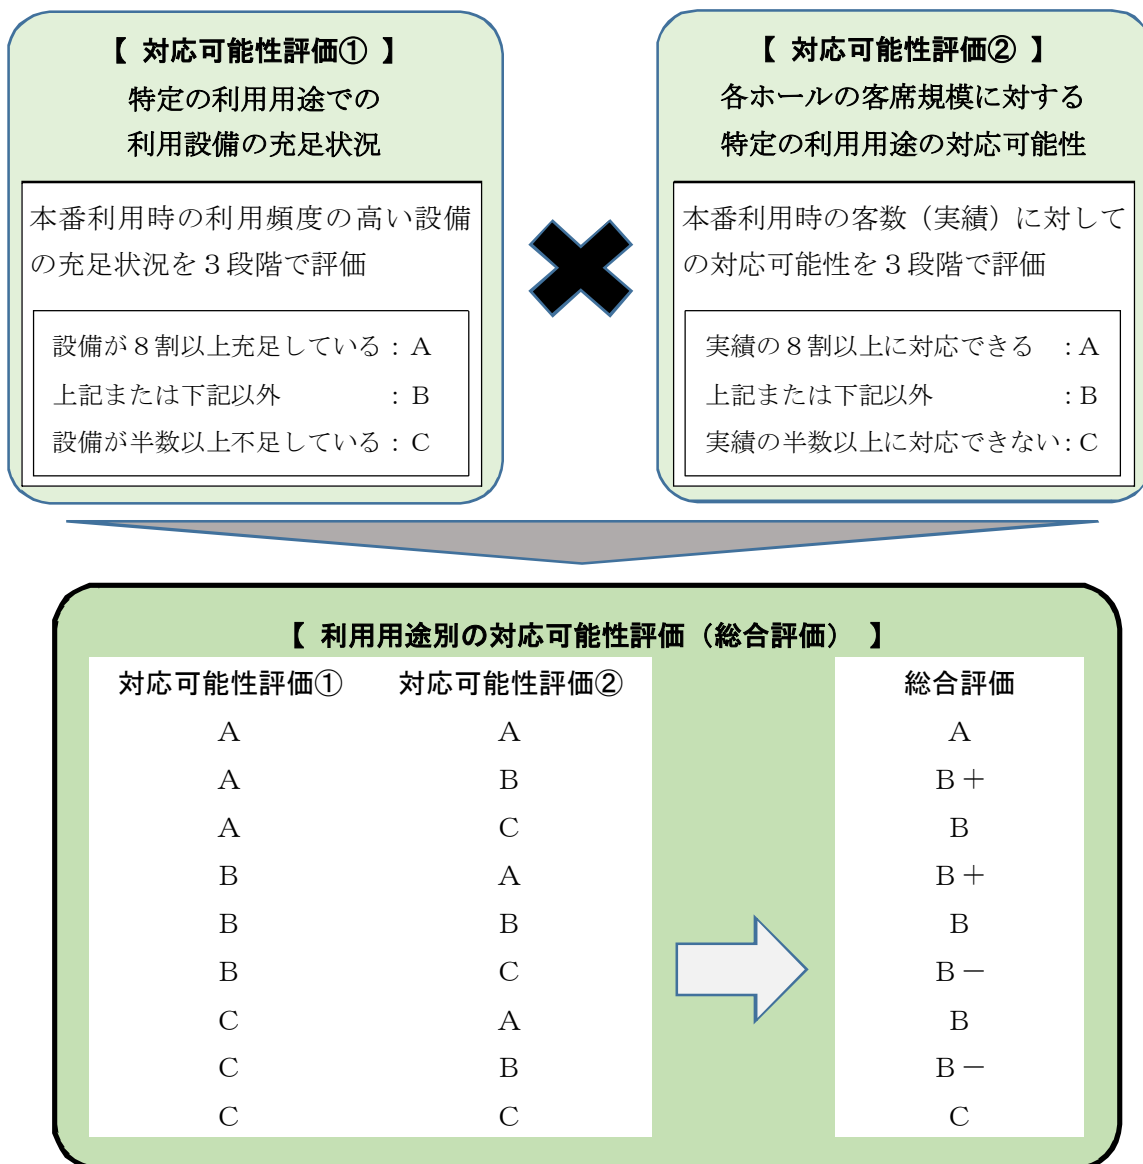 【 対応可能性評価① 】
特定の利用用途での
利用設備の充足状況
本番利用時の利用頻度の高い設備
の充足状況を３段階で評価
設備が８割以上充足している：A
上記または下記以外 ：B
設備が半数以上不足している：C
【 対応可能性評価② 】
各ホールの客席規模に対する
特定の利用用途の対応可能性
本番利用時の客数（実績）に対して
の対応可能性を３段階で評価
実績の８割以上に対応できる ：A
上記または下記以外 ：B
実績の半数以上に対応できない：C
【 利用用途別の対応可能性評価（総合評価） 】
対応可能性評価① 対応可能性評価② 総合評価
A A A
A B B＋
A C B
B A B＋
B B B
B C B－
C A B
C B B－
C C C